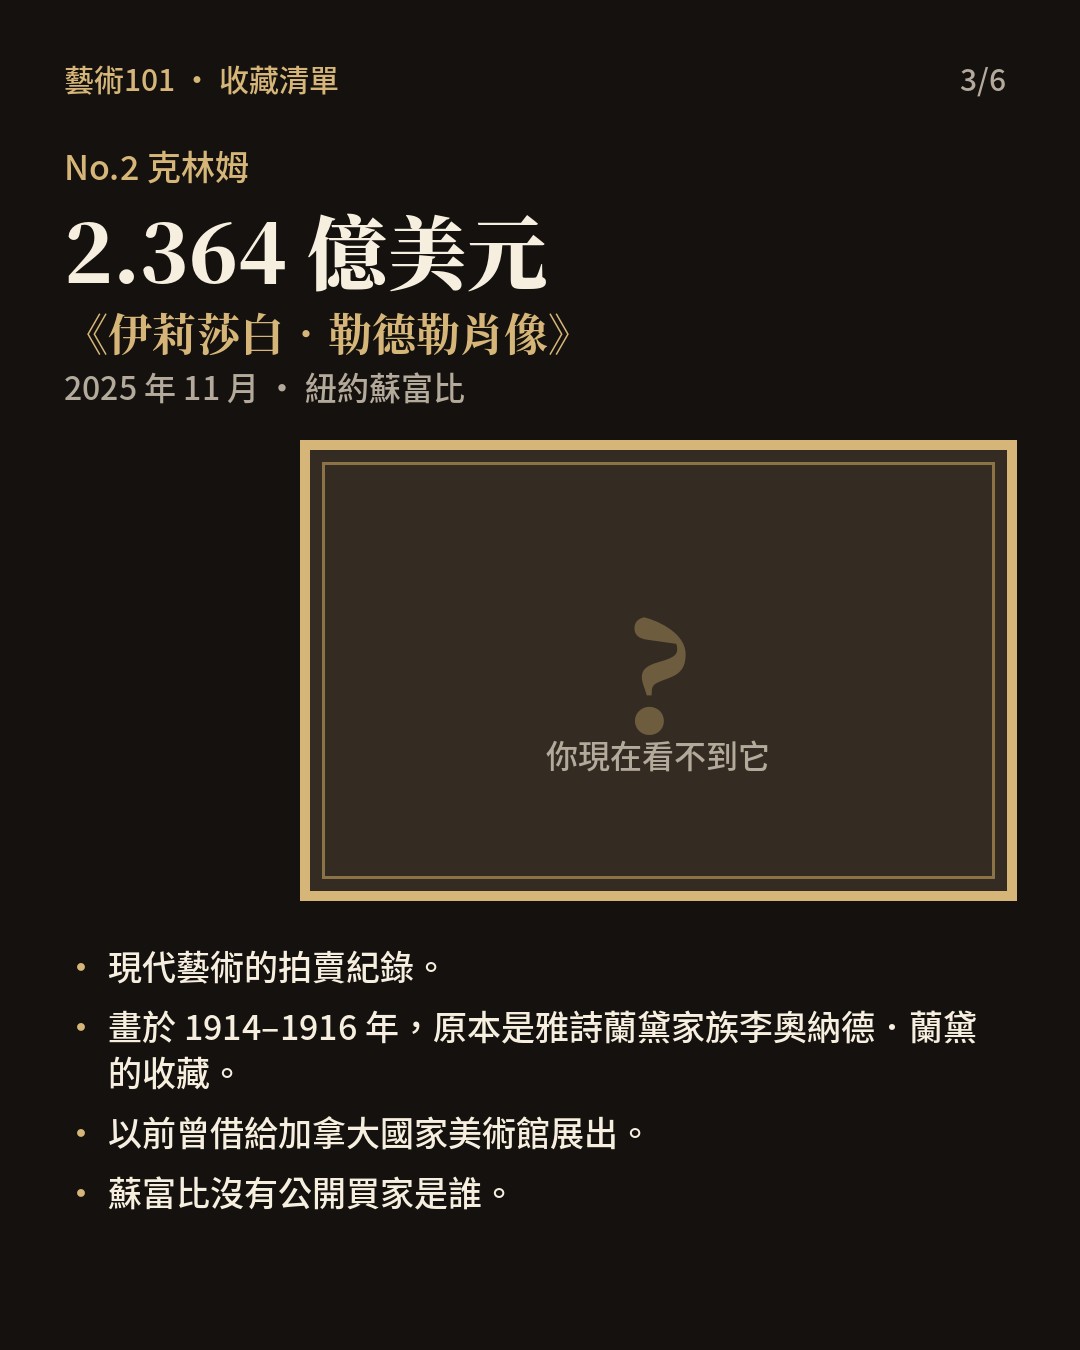 藝術101 · 收藏清單
3/6
No.2 克林姆
2.364 億美元
《伊莉莎白·勒德勒肖像》
2025 年 11 月 · 紐約蘇富比
?
你現在看不到它
· 現代藝術的拍賣紀錄。
· 畫於 1914–1916 年，原本是雅詩蘭黛家族李奧納德·蘭黛
的收藏。
· 以前曾借給加拿大國家美術館展出。
· 蘇富比沒有公開買家是誰。